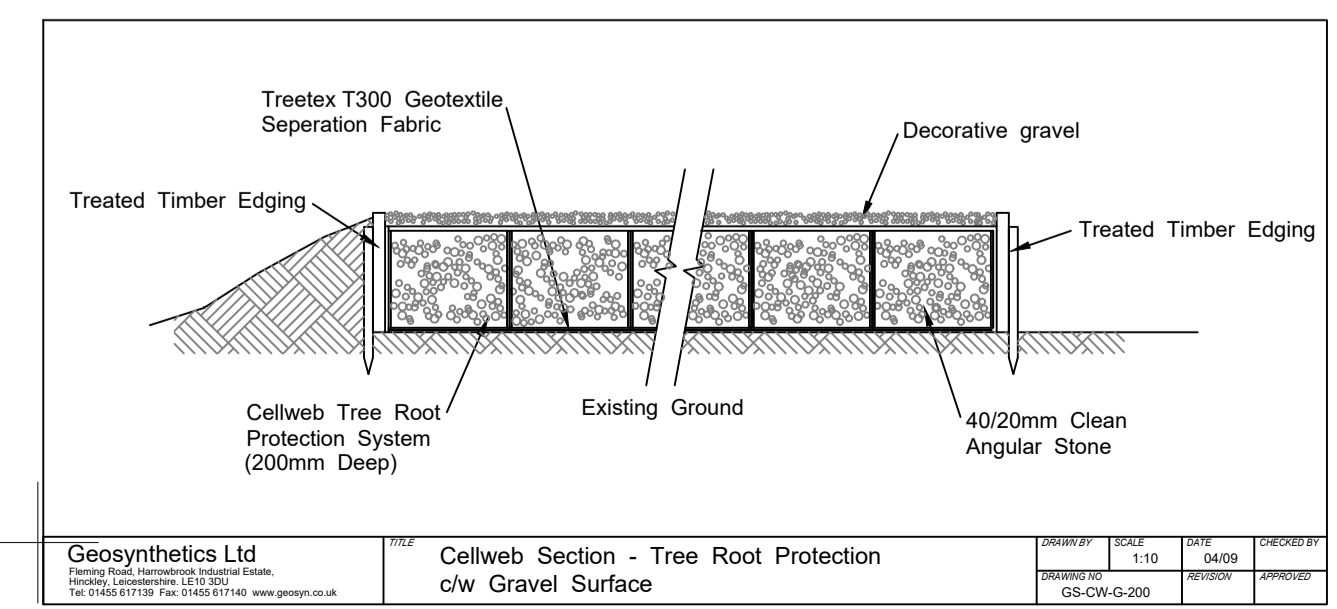 Treetex T300 Geotextile
Seperation Fabric
Decorative gravel
Treated Timber Edging
Treated Timber Edging
Cellweb Tree Root
Protection System
(200mm Deep)
Existing Ground
40/20mm Clean
Angular Stone
Geosynthetics Ltd
Fleming Road, Harrowbrook Industrial Estate,
Hinckley, Leicestershire. LE10 3DU
Tel: 01455 617139 Fax: 01455 617140 www.geosyn.co.uk
TITLE
Cellweb Section - Tree Root Protection
c/w Gravel Surface
DRAWN BY
SCALE
1:10
DATE
04/09
CHECKED BY
DRAWING NO
GS-CW-G-200
REVISION
APPROVED